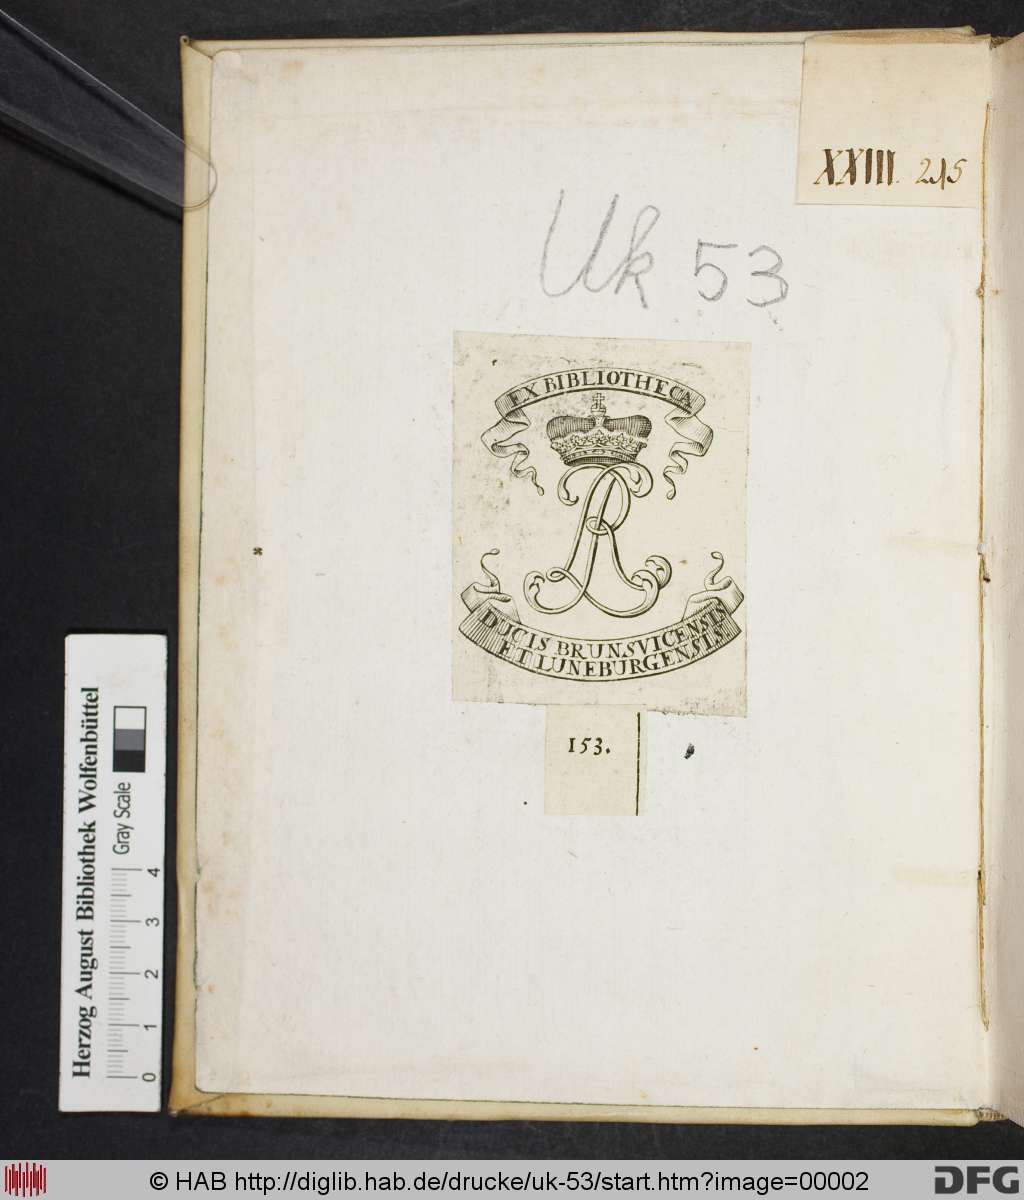 XXIII. 215
Uk 53
EX BIBLIOTHECA
DUCIS BRUNSVICENSIS
ET LUNEBURGENSIS
153.
Herzog August Bibliothek Wolfenbüttel
Gray Scale
0 1 2 3 4
© HAB http://diglib.hab.de/drucke/uk-53/start.htm?image=00002
DFG